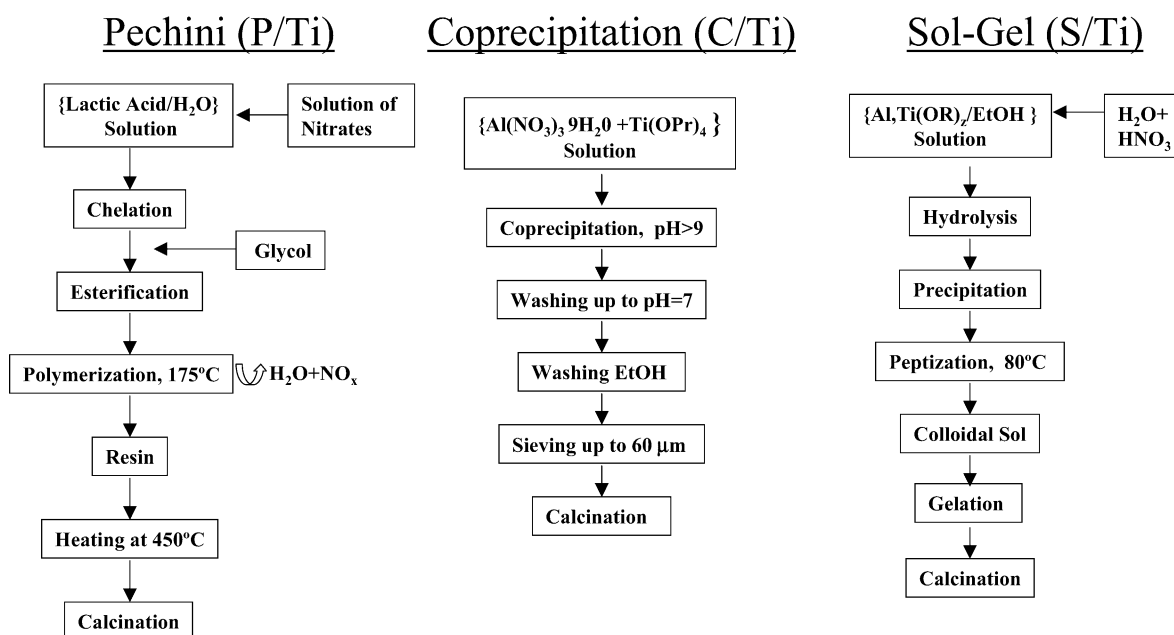 Pechini (P/Ti)
{Lactic Acid/H₂O}
Solution
Solution of
Nitrates
Chelation
Glycol
Esterification
Polymerization, 175ºC
H₂O+NOₓ
Resin
Heating at 450ºC
Calcination
Coprecipitation (C/Ti)
{Al(NO₃)₃ 9H₂0 +Ti(OPr)₄ }
Solution
Coprecipitation, pH>9
Washing up to pH=7
Washing EtOH
Sieving up to 60 μm
Calcination
Sol-Gel (S/Ti)
{Al,Ti(OR)z/EtOH }
Solution
H₂O+
HNO₃
Hydrolysis
Precipitation
Peptization, 80ºC
Colloidal Sol
Gelation
Calcination